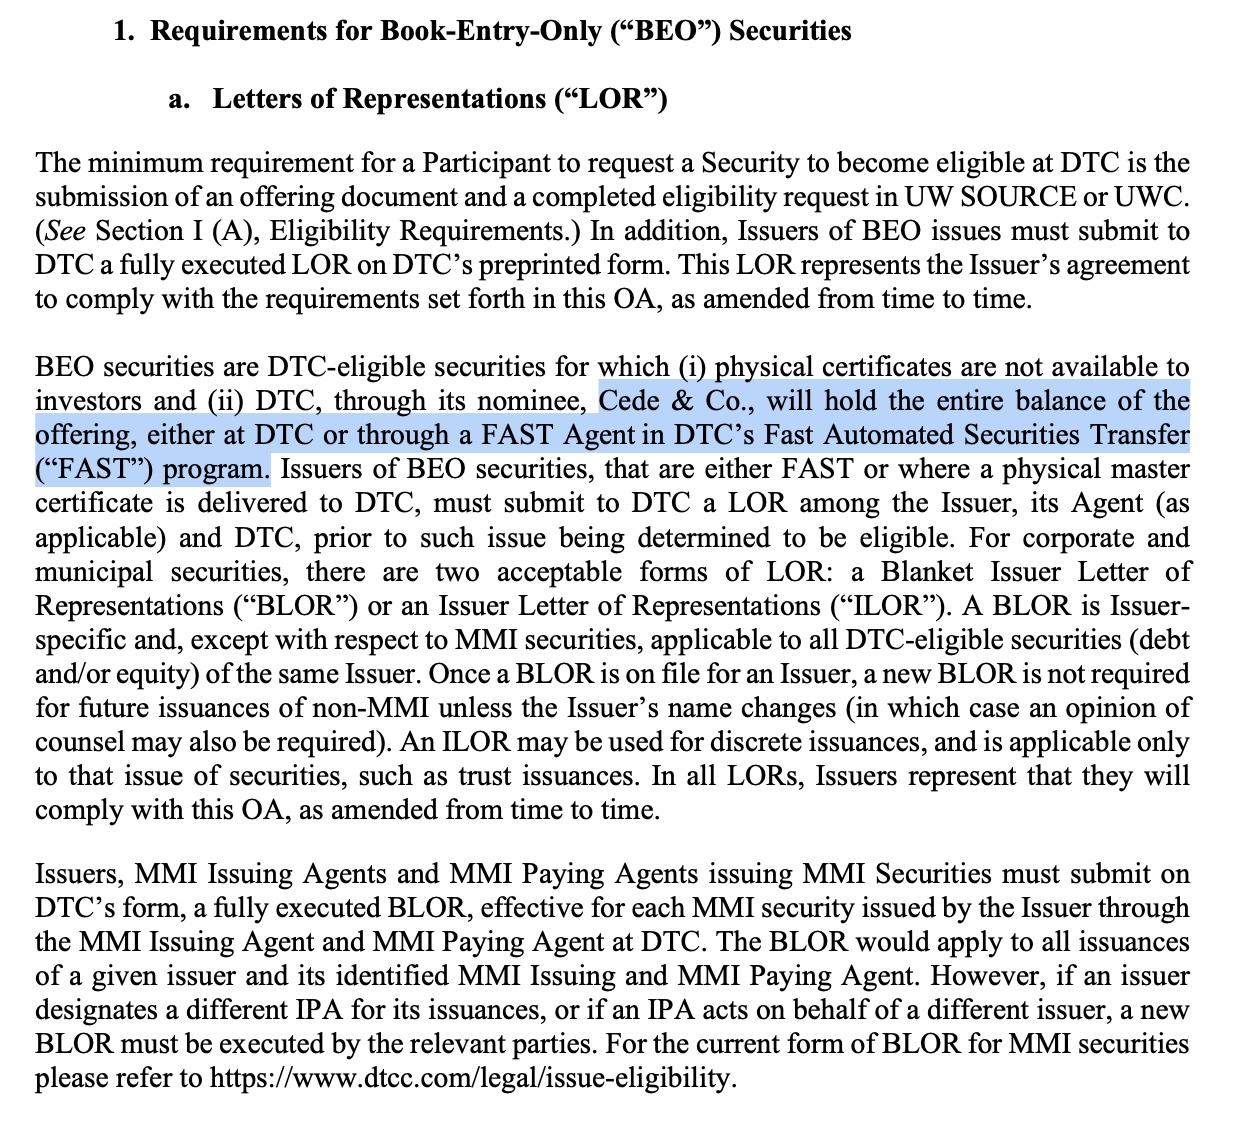 1. Requirements for Book-Entry-Only (“BEO”) Securities
a. Letters of Representations (“LOR”)
The minimum requirement for a Participant to request a Security to become eligible at DTC is the
submission of an offering document and a completed eligibility request in UW SOURCE or UWC.
(See Section I (A), Eligibility Requirements.) In addition, Issuers of BEO issues must submit to
DTC a fully executed LOR on DTC’s preprinted form. This LOR represents the Issuer’s agreement
to comply with the requirements set forth in this OA, as amended from time to time.
BEO securities are DTC-eligible securities for which (i) physical certificates are not available to
investors and (ii) DTC, through its nominee, Cede & Co., will hold the entire balance of the
offering, either at DTC or through a FAST Agent in DTC’s Fast Automated Securities Transfer
(“FAST”) program. Issuers of BEO securities, that are either FAST or where a physical master
certificate is delivered to DTC, must submit to DTC a LOR among the Issuer, its Agent (as
applicable) and DTC, prior to such issue being determined to be eligible. For corporate and
municipal securities, there are two acceptable forms of LOR: a Blanket Issuer Letter of
Representations (“BLOR”) or an Issuer Letter of Representations (“ILOR”). A BLOR is Issuer-
specific and, except with respect to MMI securities, applicable to all DTC-eligible securities (debt
and/or equity) of the same Issuer. Once a BLOR is on file for an Issuer, a new BLOR is not required
for future issuances of non-MMI unless the Issuer’s name changes (in which case an opinion of
counsel may also be required). An ILOR may be used for discrete issuances, and is applicable only
to that issue of securities, such as trust issuances. In all LORs, Issuers represent that they will
comply with this OA, as amended from time to time.
Issuers, MMI Issuing Agents and MMI Paying Agents issuing MMI Securities must submit on
DTC’s form, a fully executed BLOR, effective for each MMI security issued by the Issuer through
the MMI Issuing Agent and MMI Paying Agent at DTC. The BLOR would apply to all issuances
of a given issuer and its identified MMI Issuing and MMI Paying Agent. However, if an issuer
designates a different IPA for its issuances, or if an IPA acts on behalf of a different issuer, a new
BLOR must be executed by the relevant parties. For the current form of BLOR for MMI securities
please refer to https://www.dtcc.com/legal/issue-eligibility.